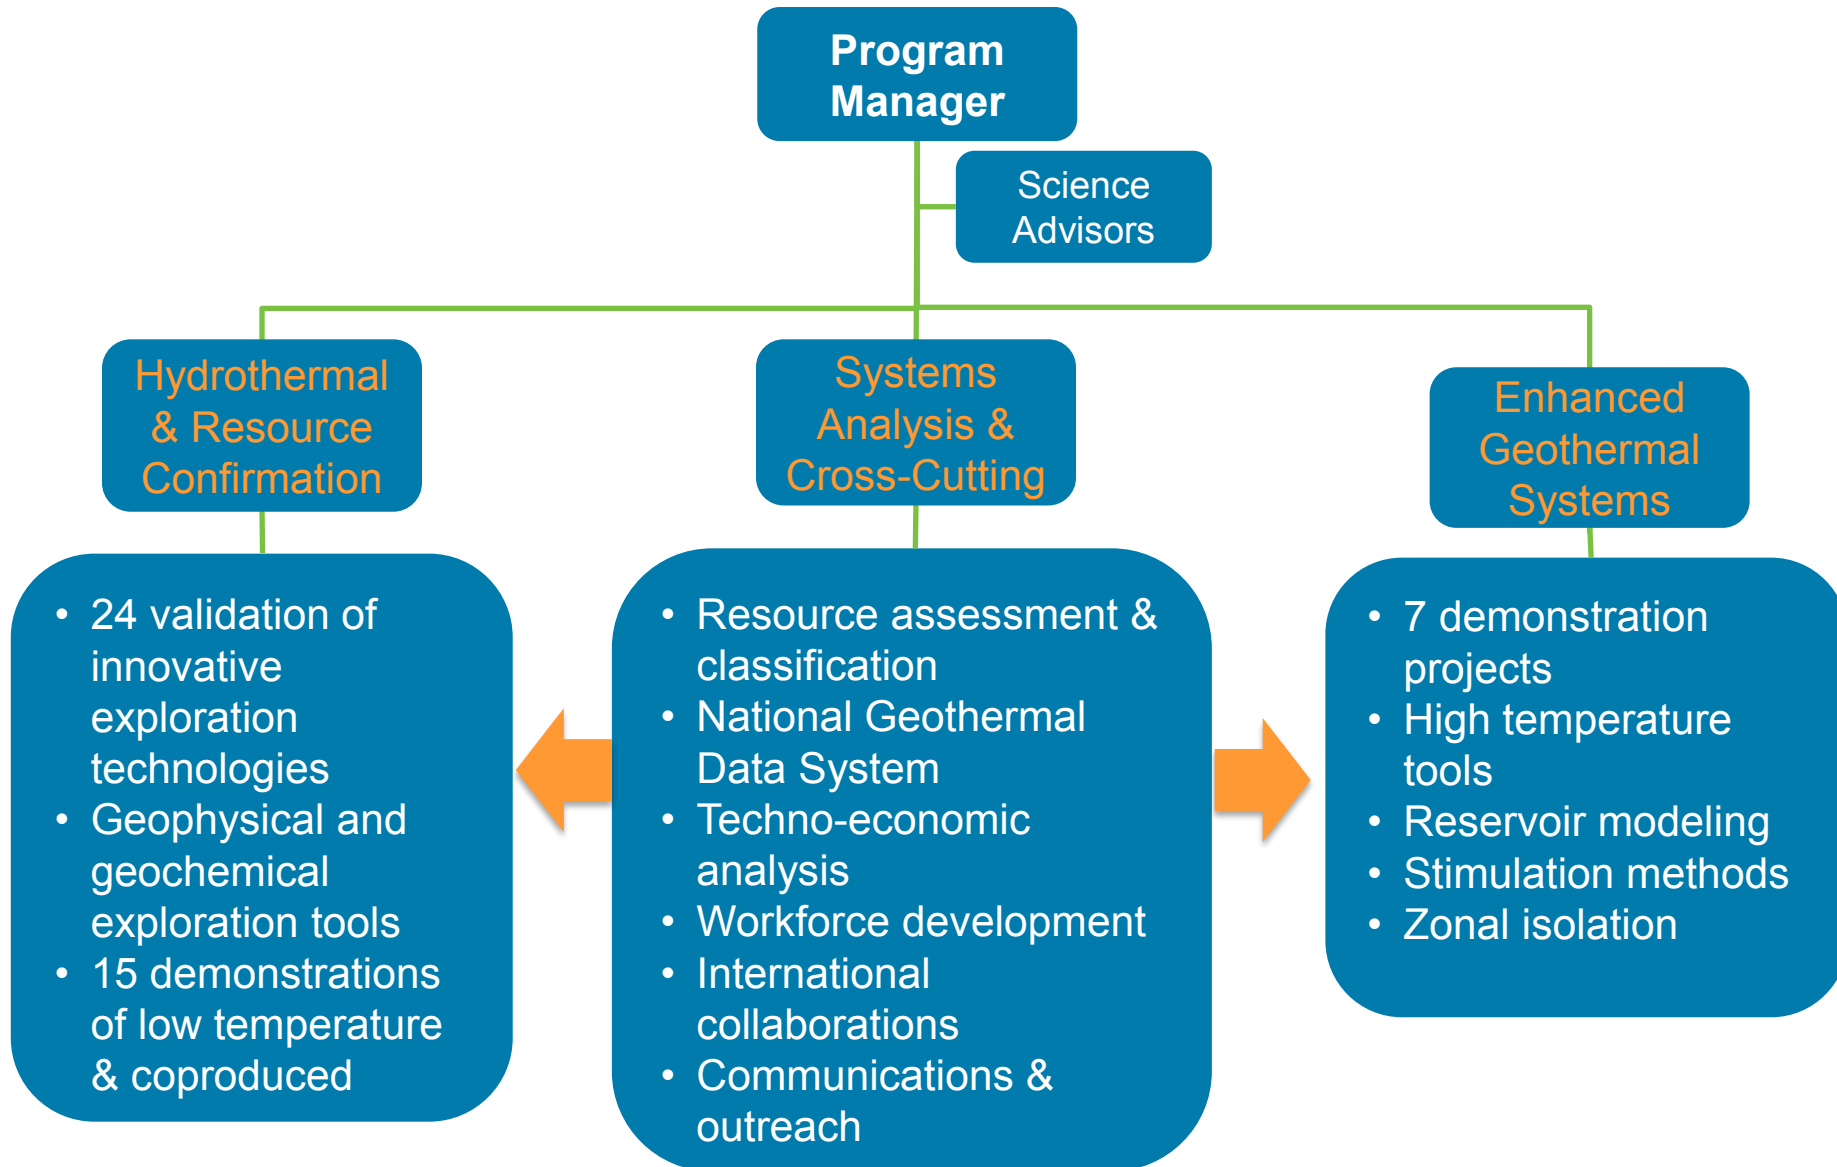 Program
Manager
Science
Advisors
Hydrothermal
& Resource
Confirmation
Systems
Analysis &
Cross-Cutting
Enhanced
Geothermal
Systems
• 24 validation of
innovative
exploration
technologies
• Geophysical and
geochemical
exploration tools
• 15 demonstrations
of low temperature
& coproduced
• Resource assessment &
classification
• National Geothermal
Data System
• Techno-economic
analysis
• Workforce development
• International
collaborations
• Communications &
outreach
• 7 demonstration
projects
• High temperature
tools
• Reservoir modeling
• Stimulation methods
• Zonal isolation